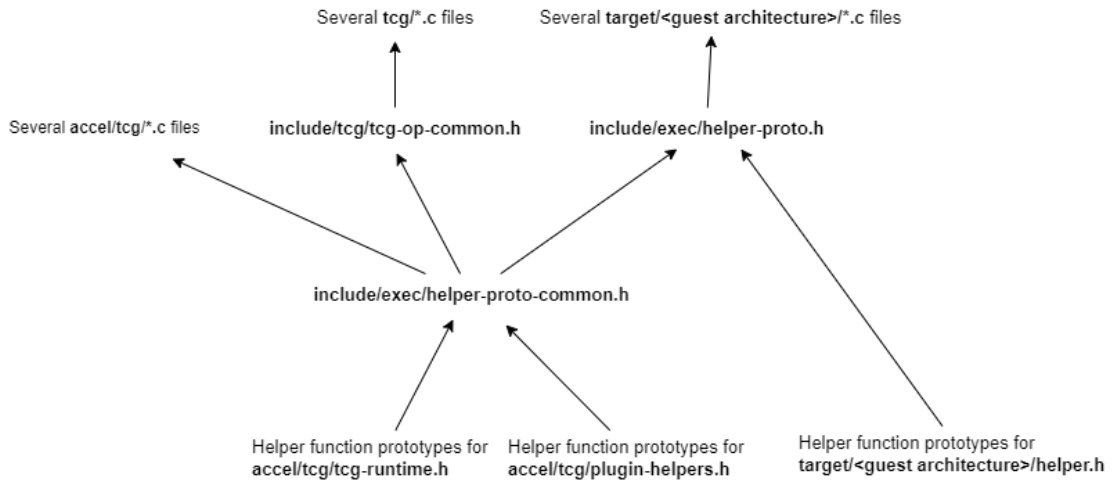 Several tcg/*.c files
Several target/<guest architecture>/*.c files
Several accel/tcg/*.c files
include/tcg/tcg-op-common.h
include/exec/helper-proto.h
include/exec/helper-proto-common.h
Helper function prototypes for
accel/tcg/tcg-runtime.h
Helper function prototypes for
accel/tcg/plugin-helpers.h
Helper function prototypes for
target/<guest architecture>/helper.h